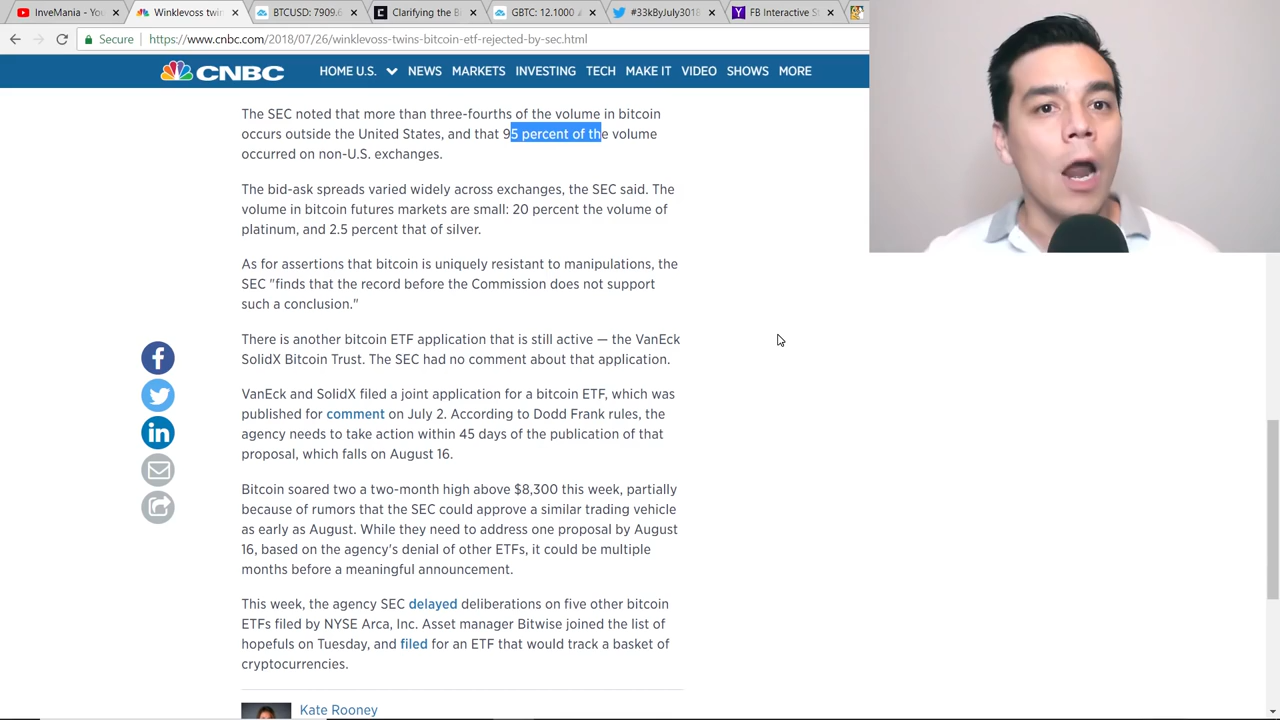 InveMania - YouTube
Winklevoss twin
BTCUSD: 7909.
Clarifying the B
GBTC: 12.1000
#33kByJuly3018
FB Interactive St
Secure https://www.cnbc.com/2018/07/26/winklevoss-twins-bitcoin-etf-rejected-by-sec.html
CNBC HOME U.S. NEWS MARKETS INVESTING TECH MAKE IT VIDEO SHOWS MORE
The SEC noted that more than three-fourths of the volume in bitcoin
occurs outside the United States, and that 95 percent of the volume
occurred on non-U.S. exchanges.
The bid-ask spreads varied widely across exchanges, the SEC said. The
volume in bitcoin futures markets are small: 20 percent the volume of
platinum, and 2.5 percent that of silver.
As for assertions that bitcoin is uniquely resistant to manipulations, the
SEC "finds that the record before the Commission does not support
such a conclusion."
There is another bitcoin ETF application that is still active — the VanEck
SolidX Bitcoin Trust. The SEC had no comment about that application.
VanEck and SolidX filed a joint application for a bitcoin ETF, which was
published for comment on July 2. According to Dodd Frank rules, the
agency needs to take action within 45 days of the publication of that
proposal, which falls on August 16.
Bitcoin soared two a two-month high above $8,300 this week, partially
because of rumors that the SEC could approve a similar trading vehicle
as early as August. While they need to address one proposal by August
16, based on the agency's denial of other ETFs, it could be multiple
months before a meaningful announcement.
This week, the agency SEC delayed deliberations on five other bitcoin
ETFs filed by NYSE Arca, Inc. Asset manager Bitwise joined the list of
hopefuls on Tuesday, and filed for an ETF that would track a basket of
cryptocurrencies.
Kate Rooney